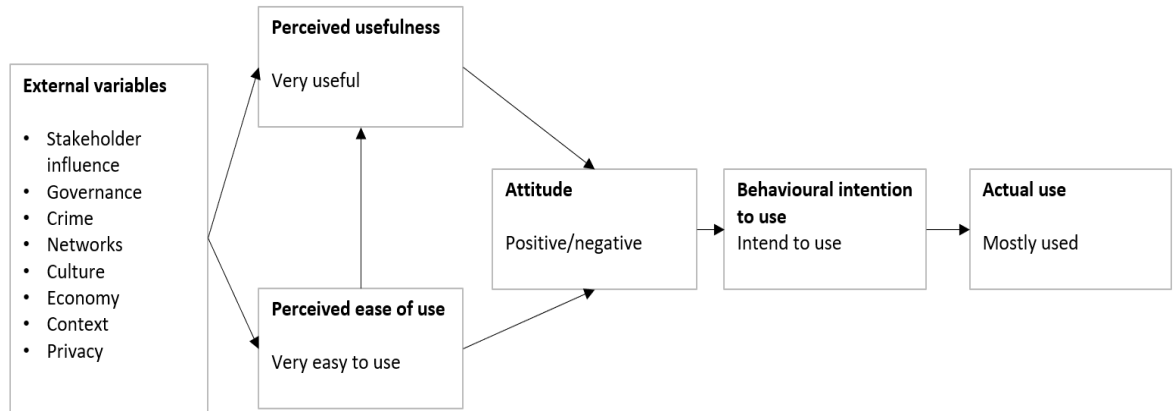 External variables
• Stakeholder
influence
• Governance
• Crime
• Networks
• Culture
• Economy
• Context
• Privacy
Perceived usefulness
Very useful
Perceived ease of use
Very easy to use
Attitude
Positive/negative
Behavioural intention
to use
Intend to use
Actual use
Mostly used